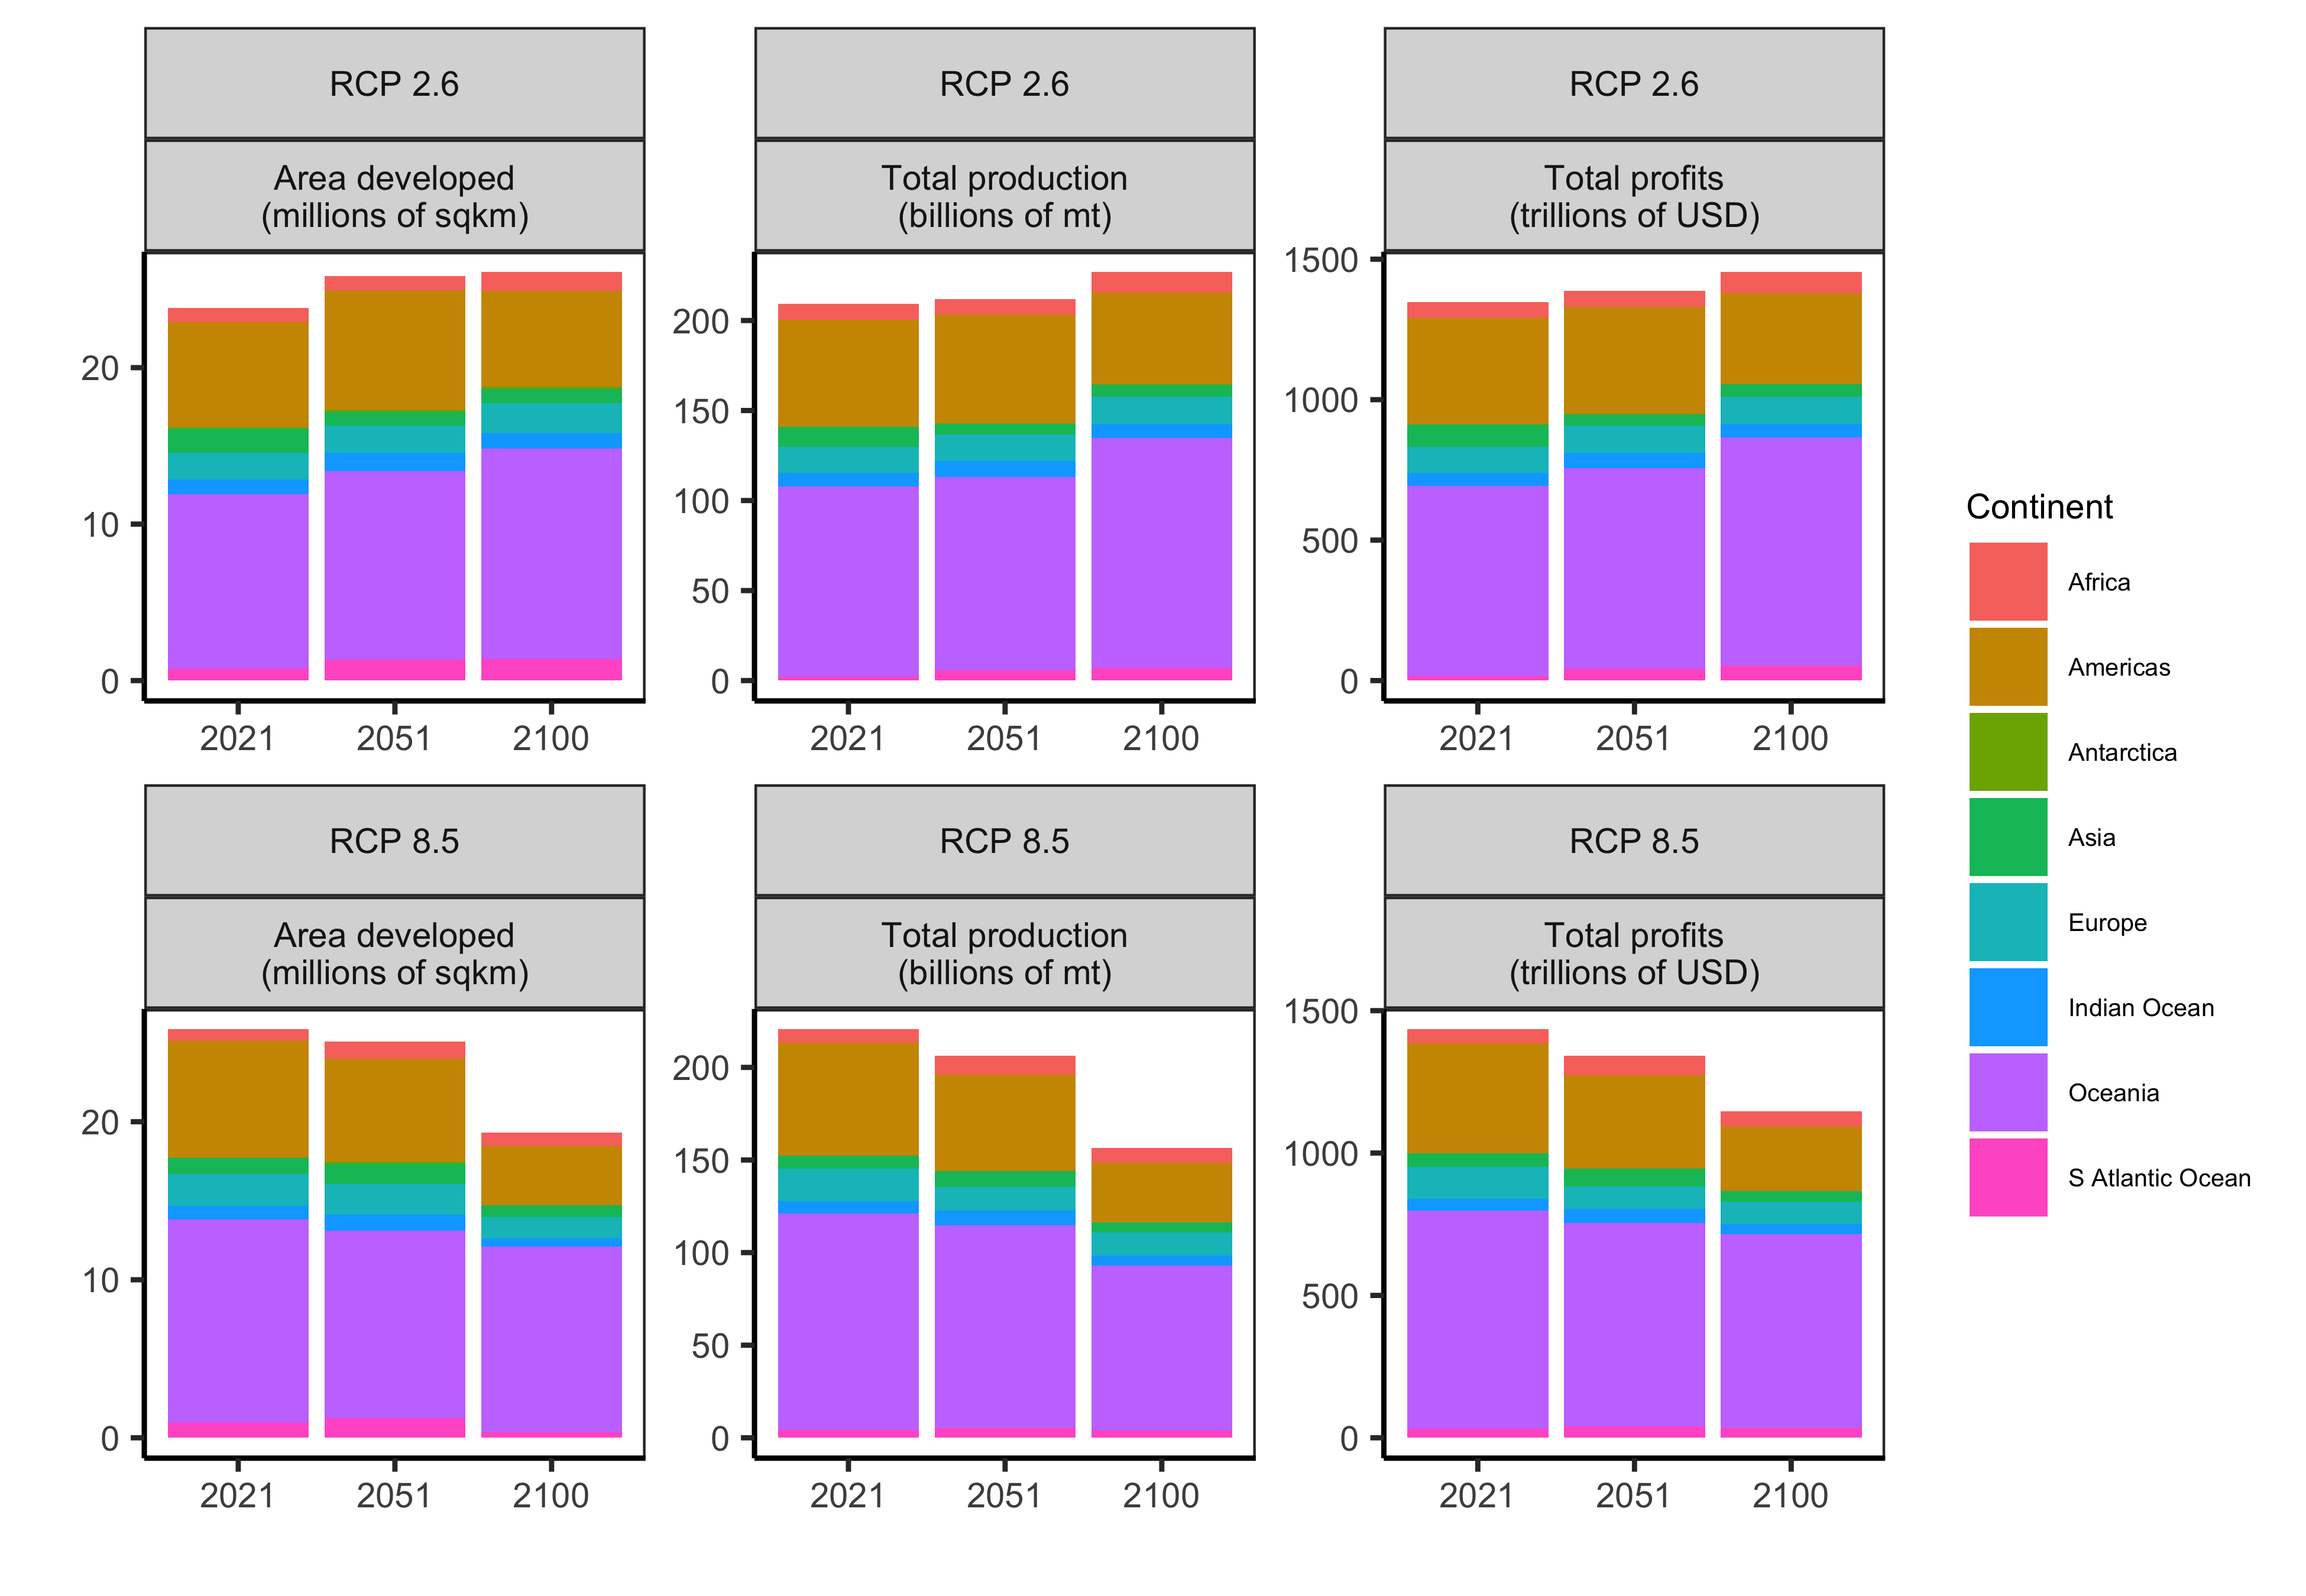 RCP 2.6
RCP 2.6
RCP 2.6
Area developed
(millions of sqkm)
Total production
(billions of mt)
Total profits
(trillions of USD)
20
10
0
2021 2051 2100
200
150
100
50
0
2021 2051 2100
1500
1000
500
0
2021 2051 2100
RCP 8.5
RCP 8.5
RCP 8.5
Area developed
(millions of sqkm)
Total production
(billions of mt)
Total profits
(trillions of USD)
20
10
0
2021 2051 2100
200
150
100
50
0
2021 2051 2100
1500
1000
500
0
2021 2051 2100
Continent
Africa
Americas
Antarctica
Asia
Europe
Indian Ocean
Oceania
S Atlantic Ocean